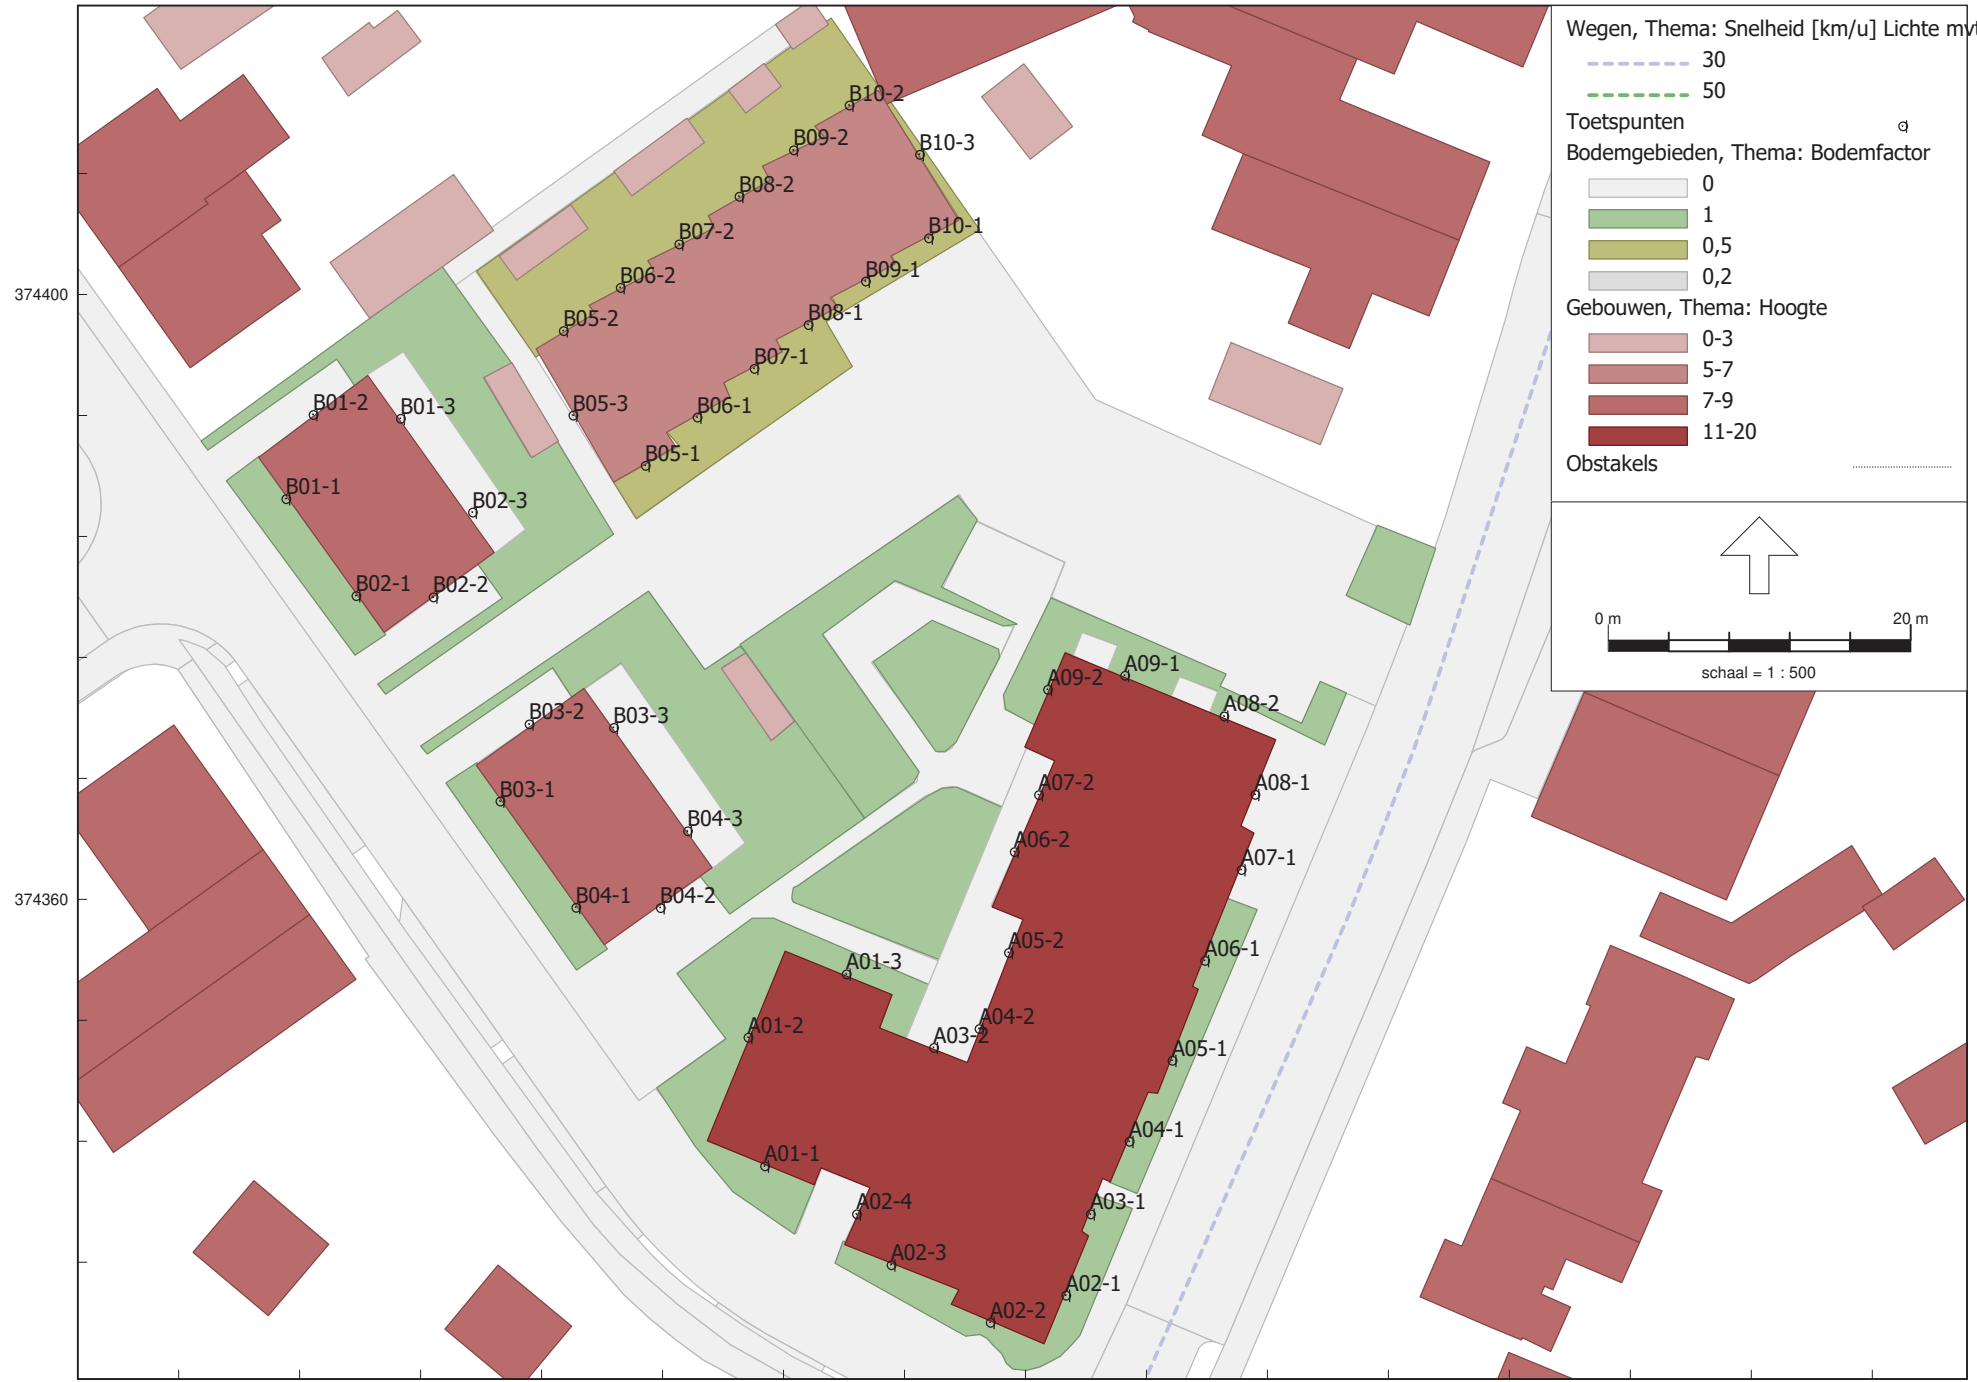 Wegen, Thema: Snelheid [km/u] Lichte mvt
30
50
Toetspunten
Bodemgebieden, Thema: Bodemfactor
0
1
0,5
0,2
Gebouwen, Thema: Hoogte
0-3
5-7
7-9
11-20
Obstakels
0 m
20 m
schaal = 1 : 500
374400
374360
B10-2
B09-2
B10-3
B08-2
B07-2
B10-1
B06-2
B09-1
B05-2
B08-1
B07-1
B01-2
B01-3
B05-3
B06-1
B05-1
B01-1
B02-3
B02-1
B02-2
A09-1
A09-2
A08-2
B03-2
B03-3
A07-2
A08-1
B03-1
B04-3
A06-2
A07-1
B04-1
B04-2
A05-2
A06-1
A01-3
A04-2
A01-2
A03-2
A05-1
A04-1
A01-1
A02-4
A03-1
A02-3
A02-1
A02-2